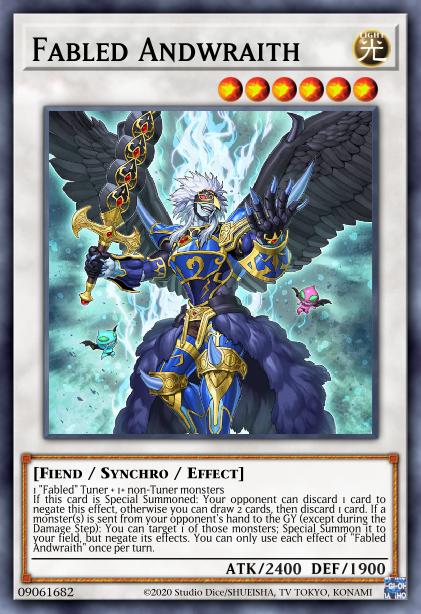 Fabled Andwraith
LIGHT
光
[Fiend / Synchro / Effect]
1 "Fabled" Tuner + 1+ non-Tuner monsters
If this card is Special Summoned: Your opponent can discard 1 card to
negate this effect, otherwise you can draw 2 cards, then discard 1 card. If a
monster(s) is sent from your opponent's hand to the GY (except during the
Damage Step): You can target 1 of those monsters; Special Summon it to
your field, but negate its effects. You can only use each effect of "Fabled
Andwraith" once per turn.
ATK/2400 DEF/1900
09061682
©2020 Studio Dice/SHUEISHA, TV TOKYO, KONAMI